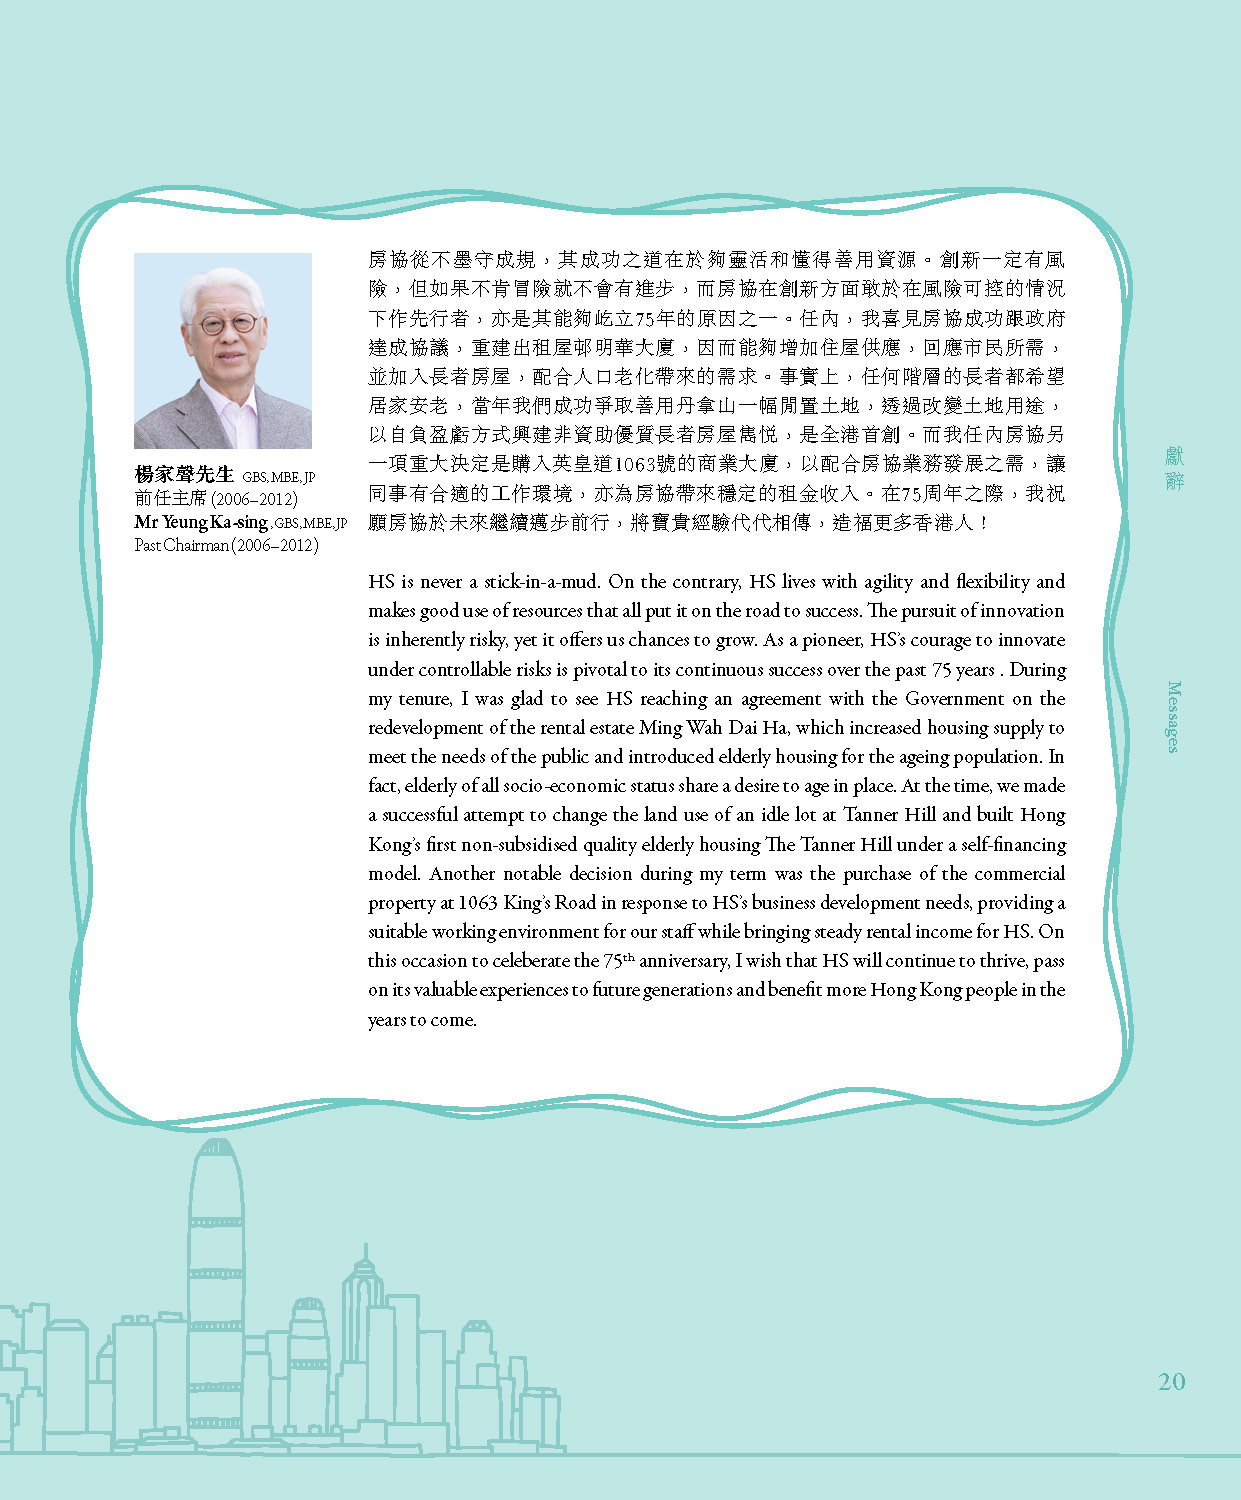 房協從不墨守成規，其成功之道在於夠靈活和懂得善用資源。創新一定有風
險，但如果不肯冒險就不會有進步，而房協在創新方面敢於在風險可控的情況
下作先行者，亦是其能夠屹立75年的原因之一。任內，我喜見房協成功跟政府
達成協議，重建出租屋邨明華大廈，因而能夠增加住屋供應，回應市民所需，
並加入長者房屋，配合人口老化帶來的需求。事實上，任何階層的長者都希望
居家安老，當年我們成功爭取善用丹拿山一幅閒置土地，透過改變土地用途，
以自負盈虧方式興建非資助優質長者房屋雋悦，是全港首創。而我任內房協另
一項重大決定是購入英皇道1063號的商業大廈，以配合房協業務發展之需，讓
同事有合適的工作環境，亦為房協帶來穩定的租金收入。在75周年之際，我祝
願房協於未來繼續邁步前行，將寶貴經驗代代相傳，造福更多香港人！
楊家聲先生 GBS, MBE, JP
前任主席 (2006–2012)
Mr Yeung Ka-sing, GBS, MBE, JP
Past Chairman (2006–2012)
HS is never a stick-in-a-mud. On the contrary, HS lives with agility and flexibility and
makes good use of resources that all put it on the road to success. The pursuit of innovation
is inherently risky, yet it offers us chances to grow. As a pioneer, HS's courage to innovate
under controllable risks is pivotal to its continuous success over the past 75 years . During
my tenure, I was glad to see HS reaching an agreement with the Government on the
redevelopment of the rental estate Ming Wah Dai Ha, which increased housing supply to
meet the needs of the public and introduced elderly housing for the ageing population. In
fact, elderly of all socio-economic status share a desire to age in place. At the time, we made
a successful attempt to change the land use of an idle lot at Tanner Hill and built Hong
Kong's first non-subsidised quality elderly housing The Tanner Hill under a self-financing
model. Another notable decision during my term was the purchase of the commercial
property at 1063 King's Road in response to HS's business development needs, providing a
suitable working environment for our staff while bringing steady rental income for HS. On
this occasion to celeberate the 75th anniversary, I wish that HS will continue to thrive, pass
on its valuable experiences to future generations and benefit more Hong Kong people in the
years to come.
獻辭
Messages
20